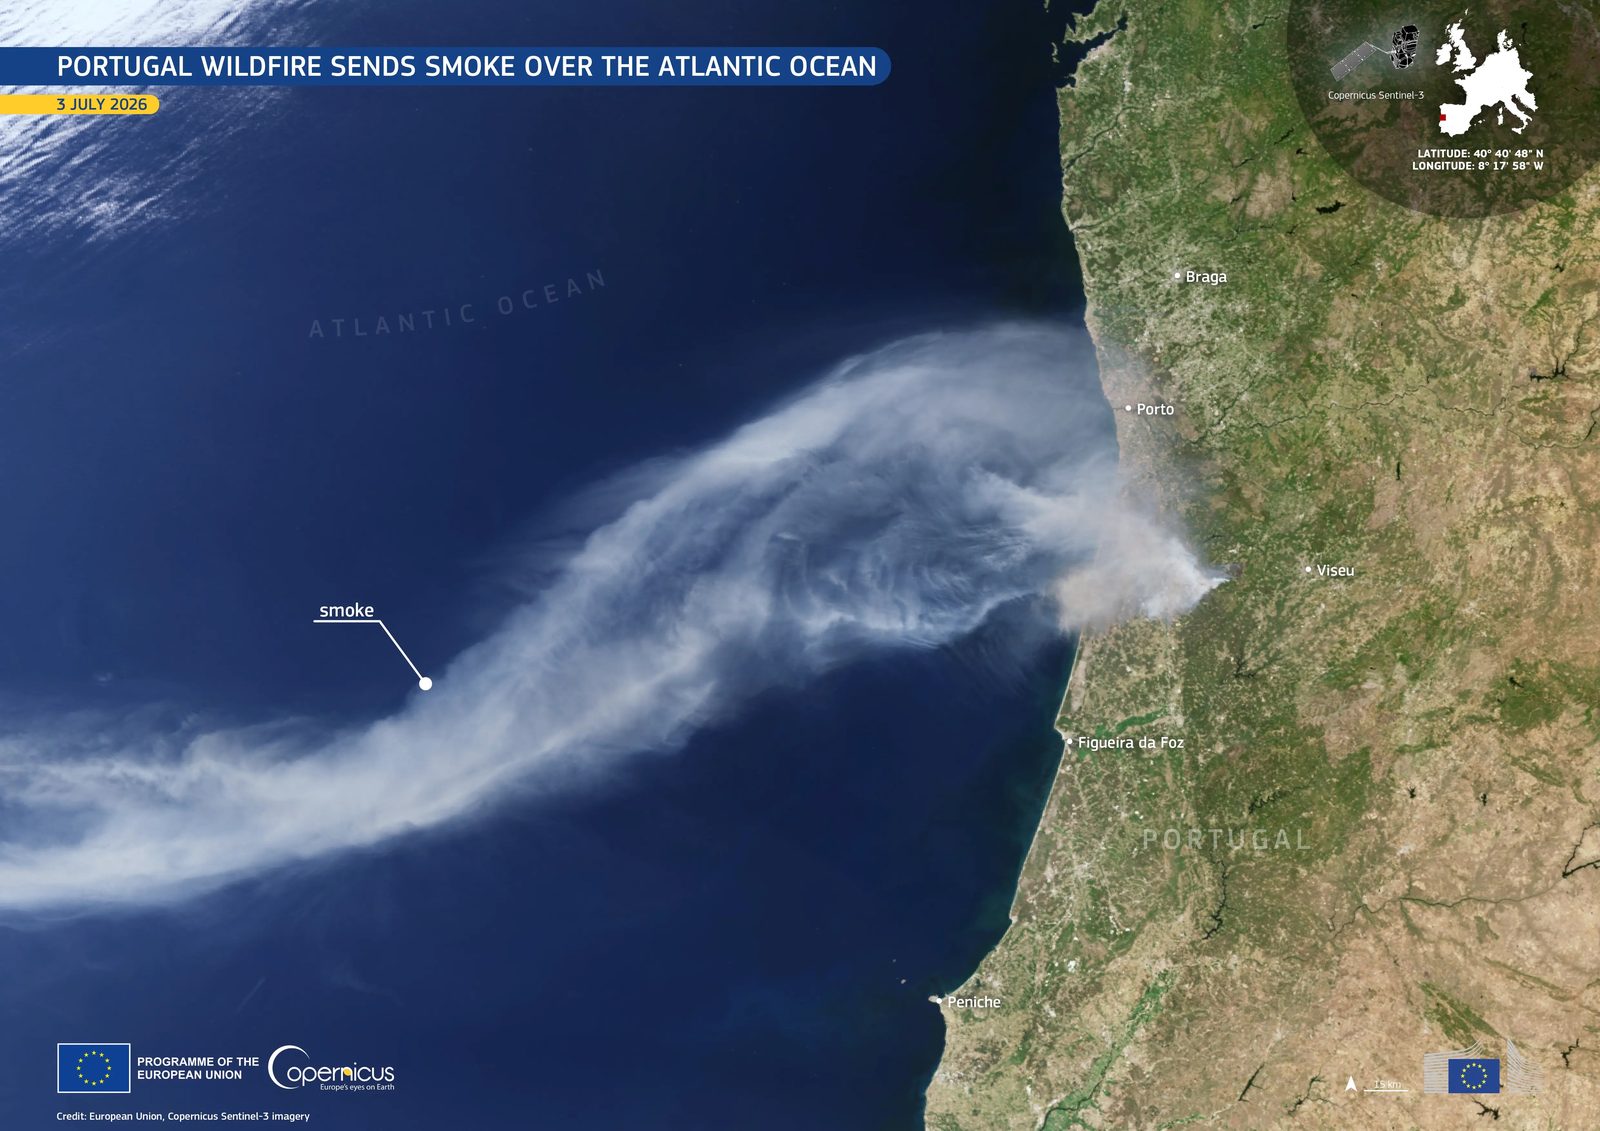 PORTUGAL WILDFIRE SENDS SMOKE OVER THE ATLANTIC OCEAN
3 JULY 2026
Copernicus Sentinel-3
LATITUDE: 40° 40' 48" N
LONGITUDE: 8° 17' 58" W
ATLANTIC OCEAN
Braga
Porto
Viseu
smoke
Figueira da Foz
PORTUGAL
Peniche
PROGRAMME OF THE
EUROPEAN UNION
Copernicus
Europe's eyes on Earth
15 km
Credit: European Union, Copernicus Sentinel-3 imagery